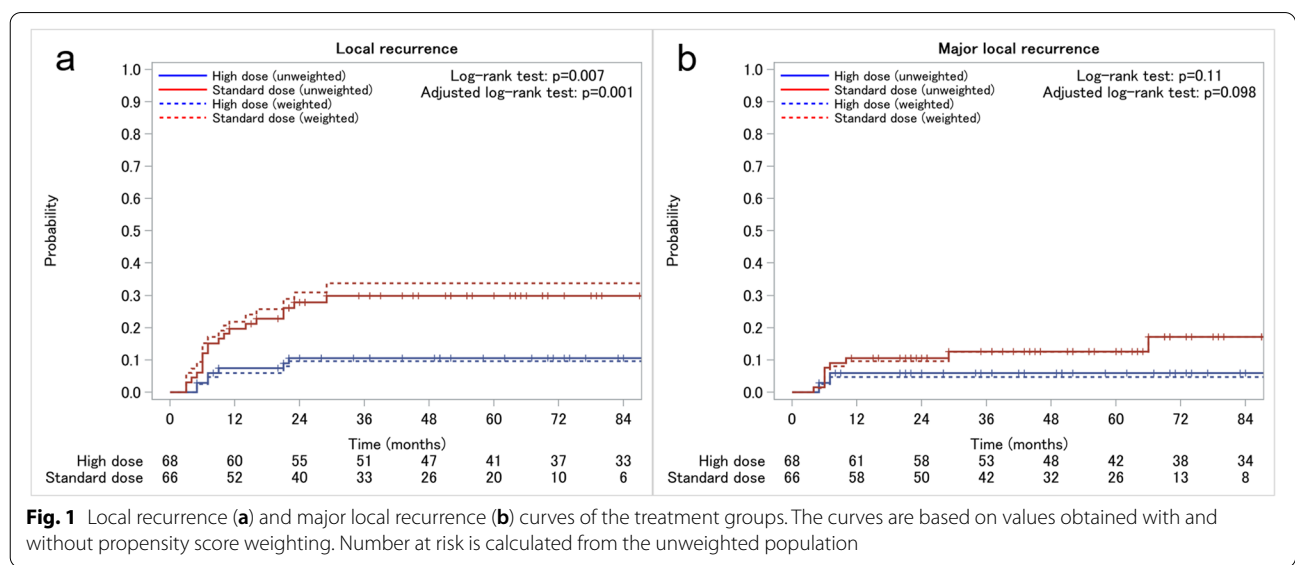 a
Local recurrence
High dose (unweighted)
Standard dose (unweighted)
High dose (weighted)
Standard dose (weighted)
Log-rank test: p=0.007
Adjusted log-rank test: p=0.001
Probability
1.0
0.9
0.8
0.7
0.6
0.5
0.4
0.3
0.2
0.1
0.0
0 12 24 36 48 60 72 84
Time (months)
High dose 68 60 55 51 47 41 37 33
Standard dose 66 52 40 33 26 20 10 6
b
Major local recurrence
High dose (unweighted)
Standard dose (unweighted)
High dose (weighted)
Standard dose (weighted)
Log-rank test: p=0.11
Adjusted log-rank test: p=0.098
Probability
1.0
0.9
0.8
0.7
0.6
0.5
0.4
0.3
0.2
0.1
0.0
0 12 24 36 48 60 72 84
Time (months)
High dose 68 61 58 53 48 42 38 34
Standard dose 66 58 50 42 32 26 13 8
Fig. 1 Local recurrence (a) and major local recurrence (b) curves of the treatment groups. The curves are based on values obtained with and
without propensity score weighting. Number at risk is calculated from the unweighted population